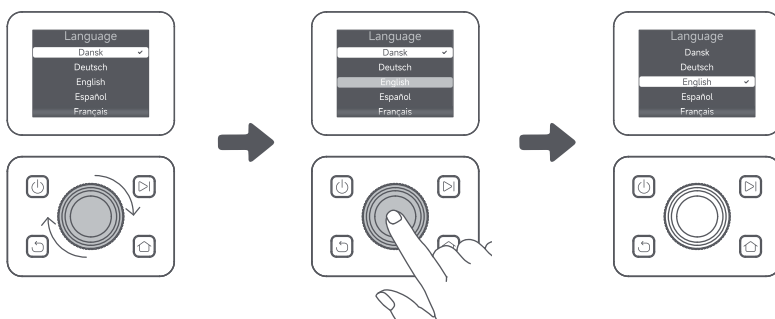 Language
Dansk
Deutsch
English
Español
Français
Language
Dansk
Deutsch
English
Español
Français
Language
Dansk
Deutsch
English
Español
Français